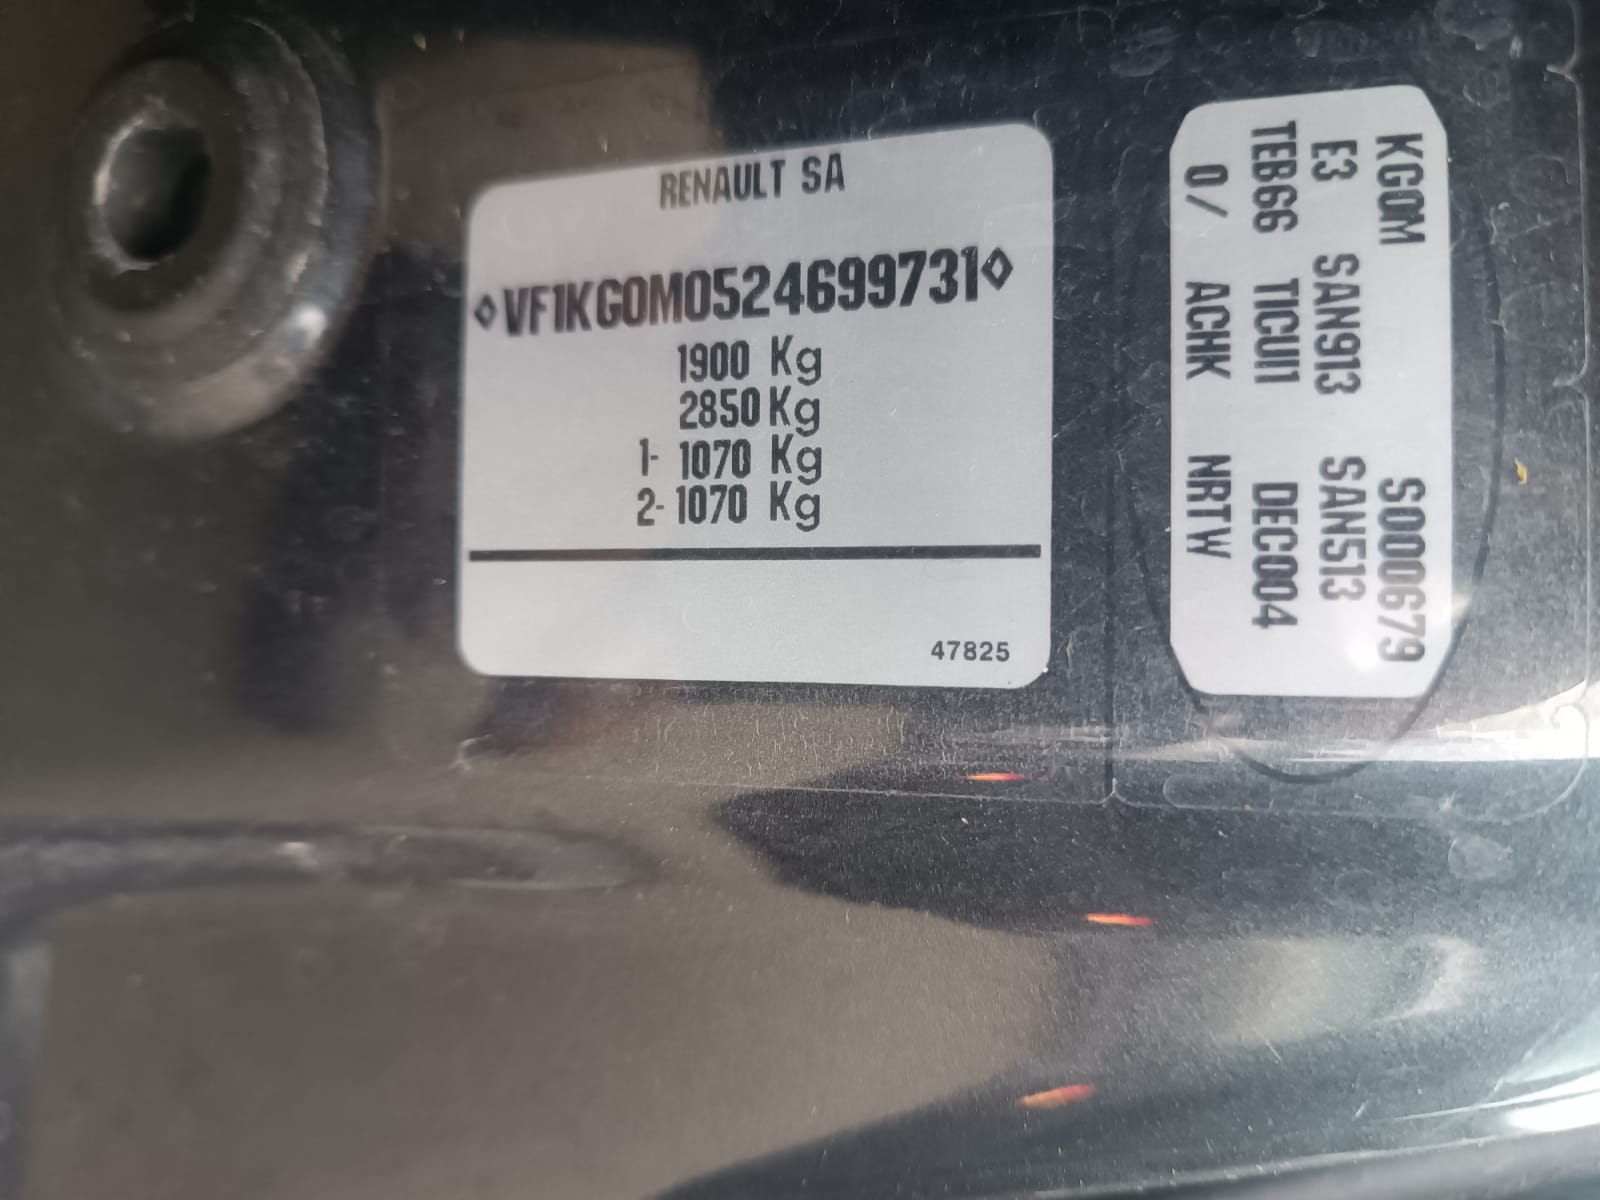 RENAULT SA
◇VF1KG0M0524699731◇
1900 Kg
2850 Kg
1- 1070 Kg
2- 1070 Kg
47825
KG0M S000679
E3 SAN913 SAN513
TEB66 TICUI1 DEC004
0/ ACHK NRTW